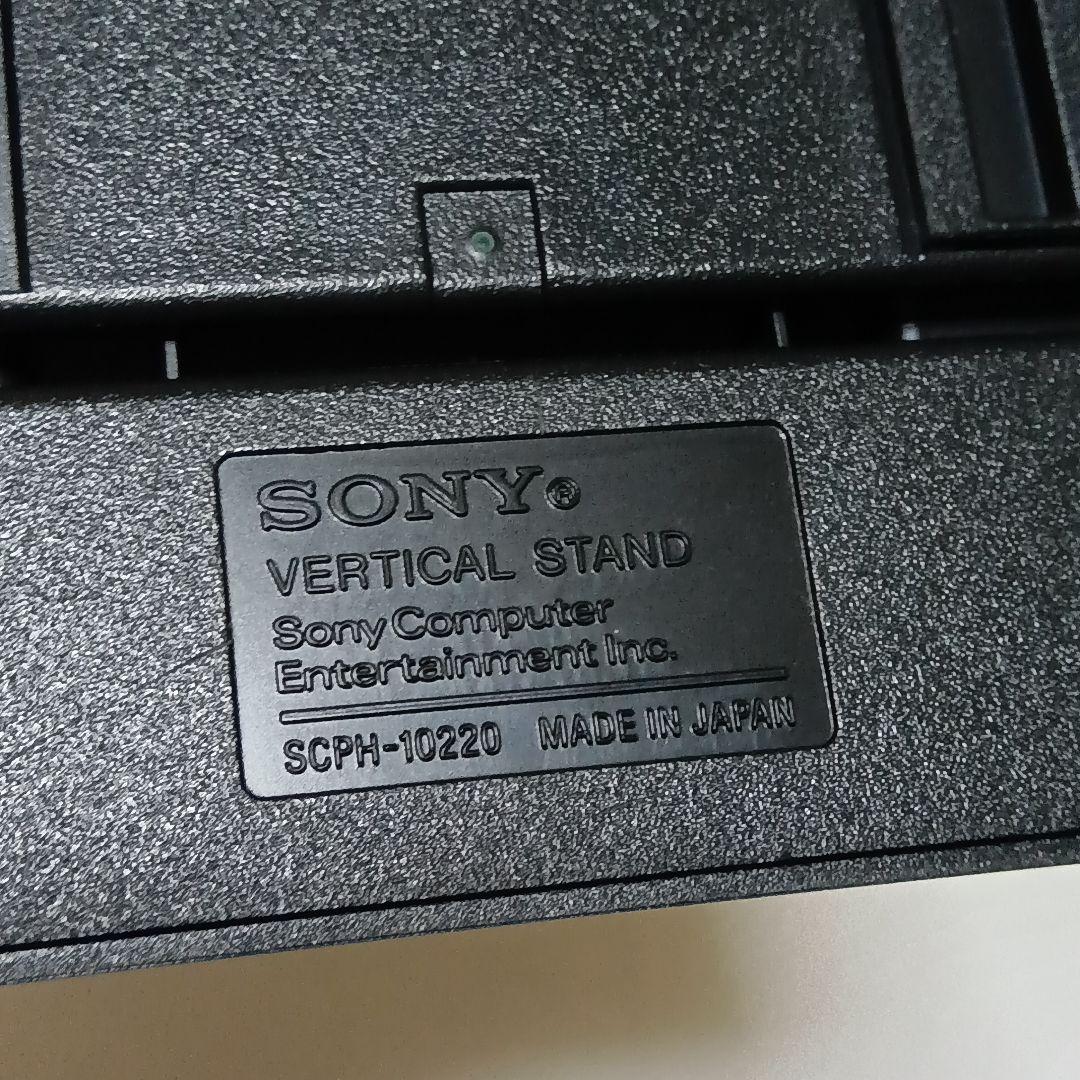 SONY®
VERTICAL STAND
Sony Computer
Entertainment Inc.
SCPH-10220 MADE IN JAPAN